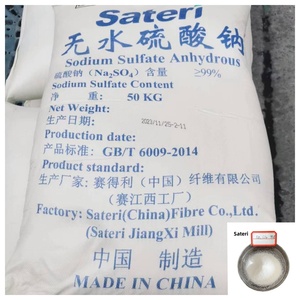 Sateri
无水硫酸钠
Sodium Sulfate Anhydrous
硫酸钠（Na₂SO₄）含量 ≥99%
Sodium Sulfate Content
净 重： 50 KG
Net Weight:
生产日期：
Production date:
产品标准：GB/T 6009-2014
Product standard:
生产厂家：赛得利（中国）纤维有限公司
（赛江西工厂）
Factory: Sateri(China)Fibre Co.,Ltd.
(Sateri JiangXi Mill)
中国 制造
MADE IN CHINA
Sateri